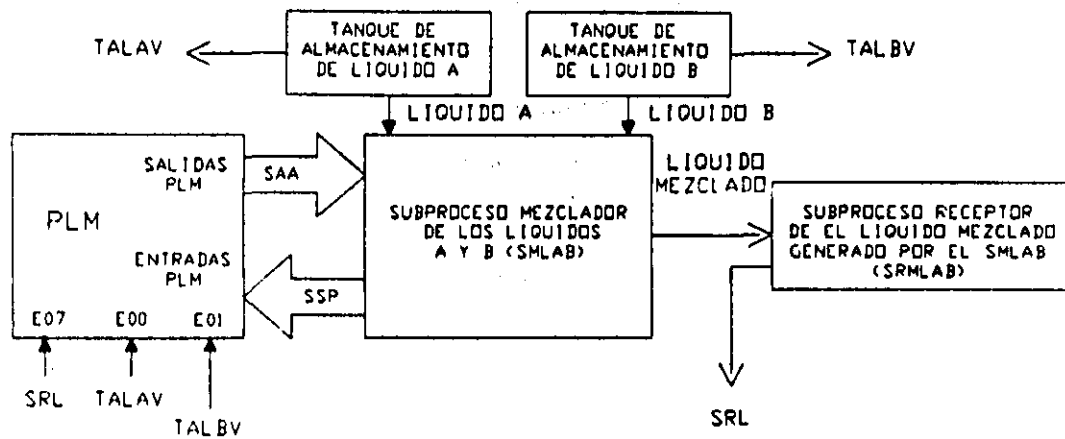 TANQUE DE
ALMACENAMIENTO
DE LIQUIDO A
TANQUE DE
ALMACENAMIENTO
DE LIQUIDO B
TALAV
TALBV
LIQUIDO A
LIQUIDO B
SALIDAS
PLM
SAA
PLM
ENTRADAS
PLM
SSP
E07 E00 E01
SUBPROCESO MEZCLADOR
DE LOS LIQUIDOS
A Y B (SMLAB)
LIQUIDO
MEZCLADO
SUBPROCESO RECEPTOR
DE EL LIQUIDO MEZCLADO
GENERADO POR EL SMLAB
(SRMLAB)
SRL
TALAV
TALBV
SRL